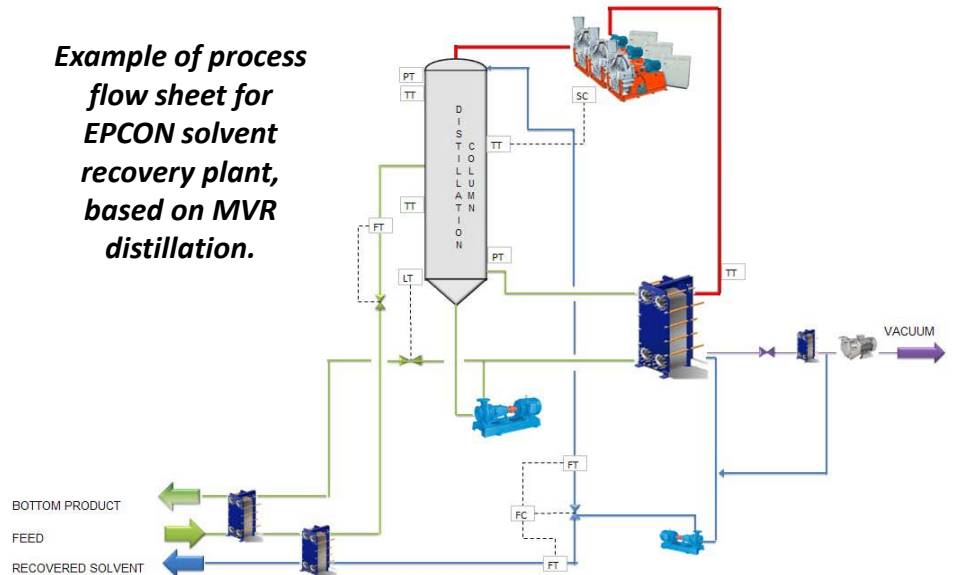 Example of process
flow sheet for
EPCON solvent
recovery plant,
based on MVR
distillation.
PT
TT
SC
DISTILLATION
COLUMN
TT
TT
FT
PT
LT
TT
VACUUM
FT
FC
FT
BOTTOM PRODUCT
FEED
RECOVERED SOLVENT